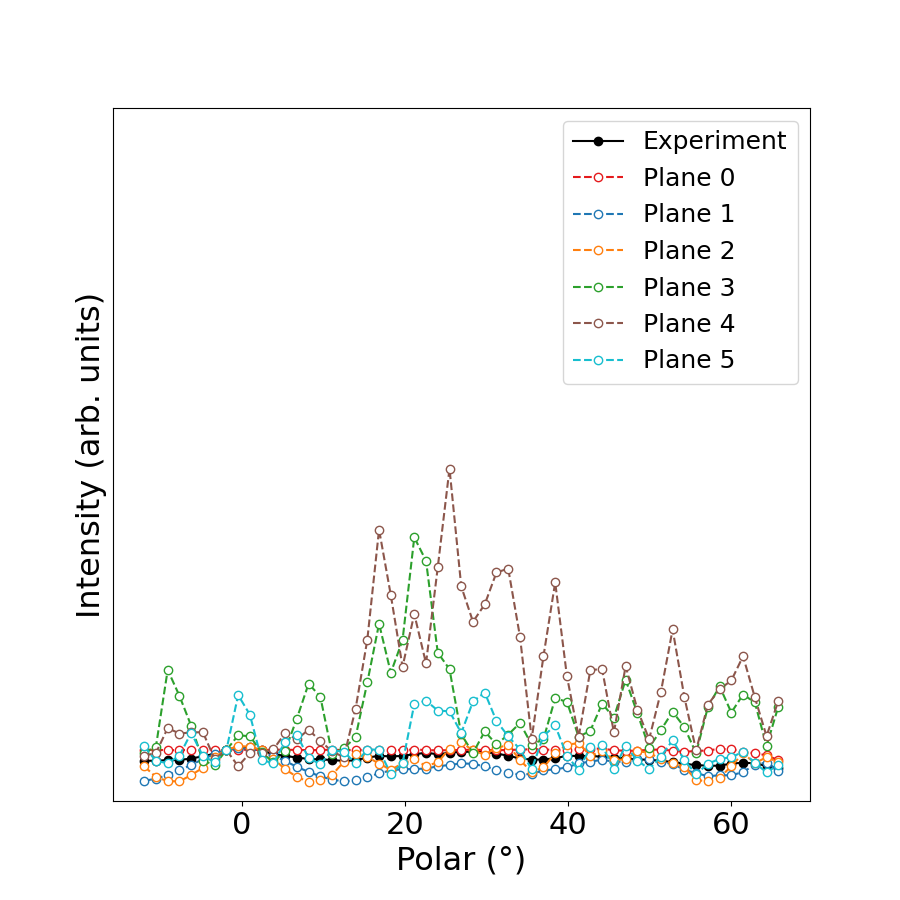 Experiment
Plane 0
Plane 1
Plane 2
Plane 3
Plane 4
Plane 5
Intensity (arb. units)
0 20 40 60
Polar (°)